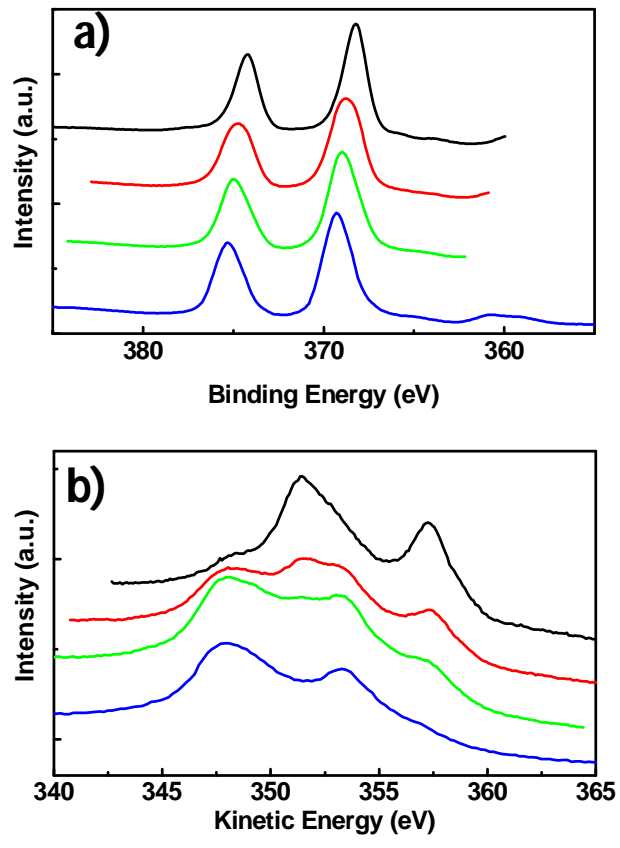 a)
Intensity (a.u.)
380 370 360
Binding Energy (eV)
b)
Intensity (a.u.)
340 345 350 355 360 365
Kinetic Energy (eV)